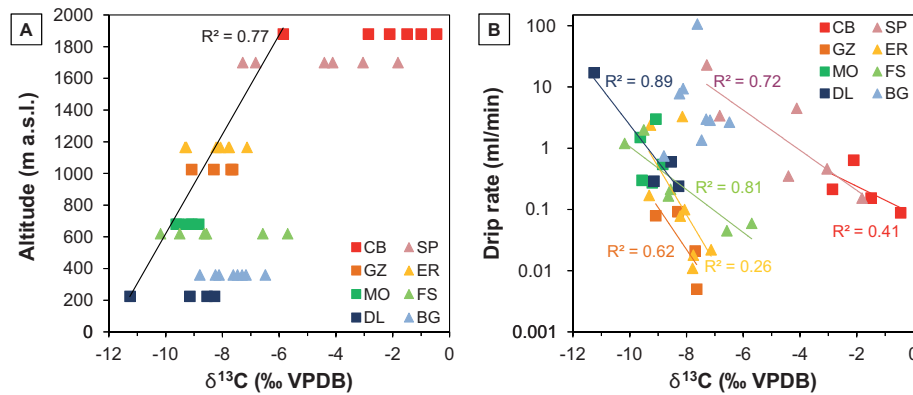 A
R² = 0.77
2000
1800
1600
1400
1200
1000
800
600
400
200
0
Altitude (m a.s.l.)
CB SP
GZ ER
MO FS
DL BG
-12 -10 -8 -6 -4 -2 0
δ¹³C (‰ VPDB)
B
100
10
1
0.1
0.01
0.001
Drip rate (ml/min)
CB SP
GZ ER
MO FS
DL BG
R² = 0.89
R² = 0.72
R² = 0.81
R² = 0.41
R² = 0.62
R² = 0.26
-12 -10 -8 -6 -4 -2 0
δ¹³C (‰ VPDB)